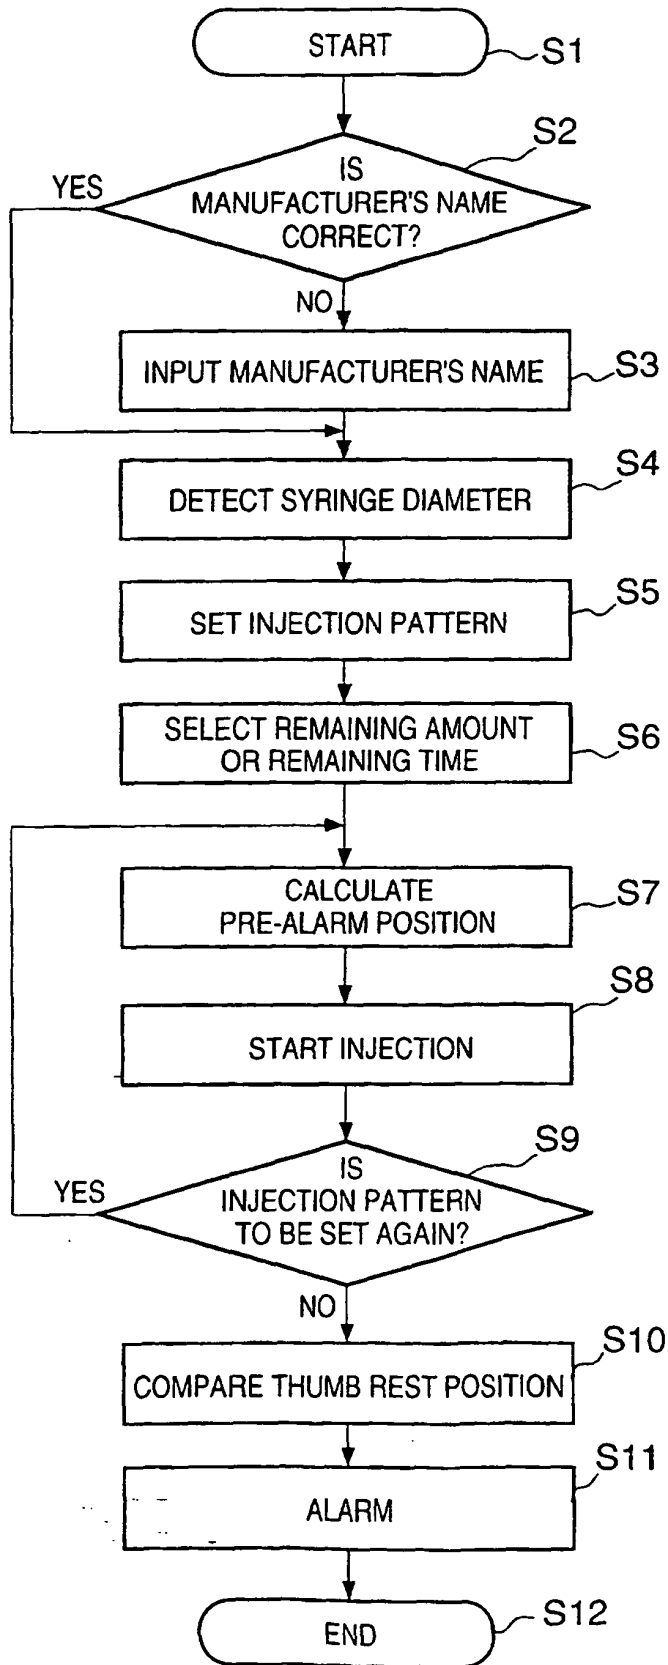 START
S1
S2
IS
MANUFACTURER'S NAME
CORRECT?
YES
NO
INPUT MANUFACTURER'S NAME
S3
S4
DETECT SYRINGE DIAMETER
S5
SET INJECTION PATTERN
SELECT REMAINING AMOUNT
OR REMAINING TIME
S6
CALCULATE
PRE-ALARM POSITION
S7
S8
START INJECTION
S9
IS
INJECTION PATTERN
TO BE SET AGAIN?
YES
NO
S10
COMPARE THUMB REST POSITION
S11
ALARM
S12
END